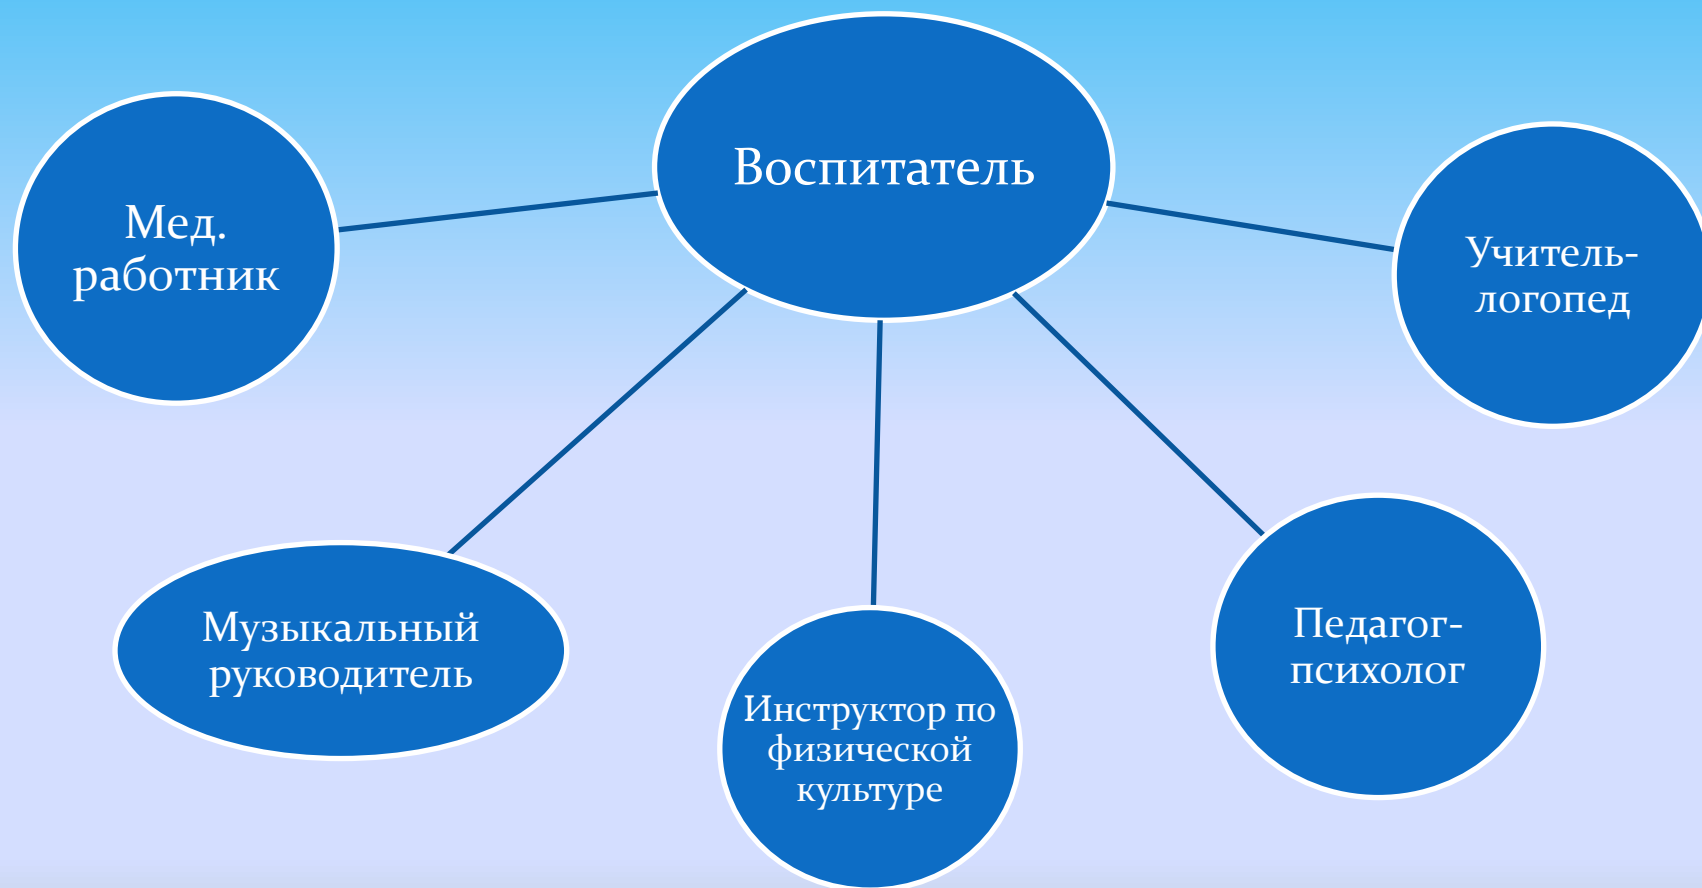 Воспитатель
Мед.
работник
Учитель-
логопед
Музыкальный
руководитель
Инструктор по
физической
культуре
Педагог-
психолог